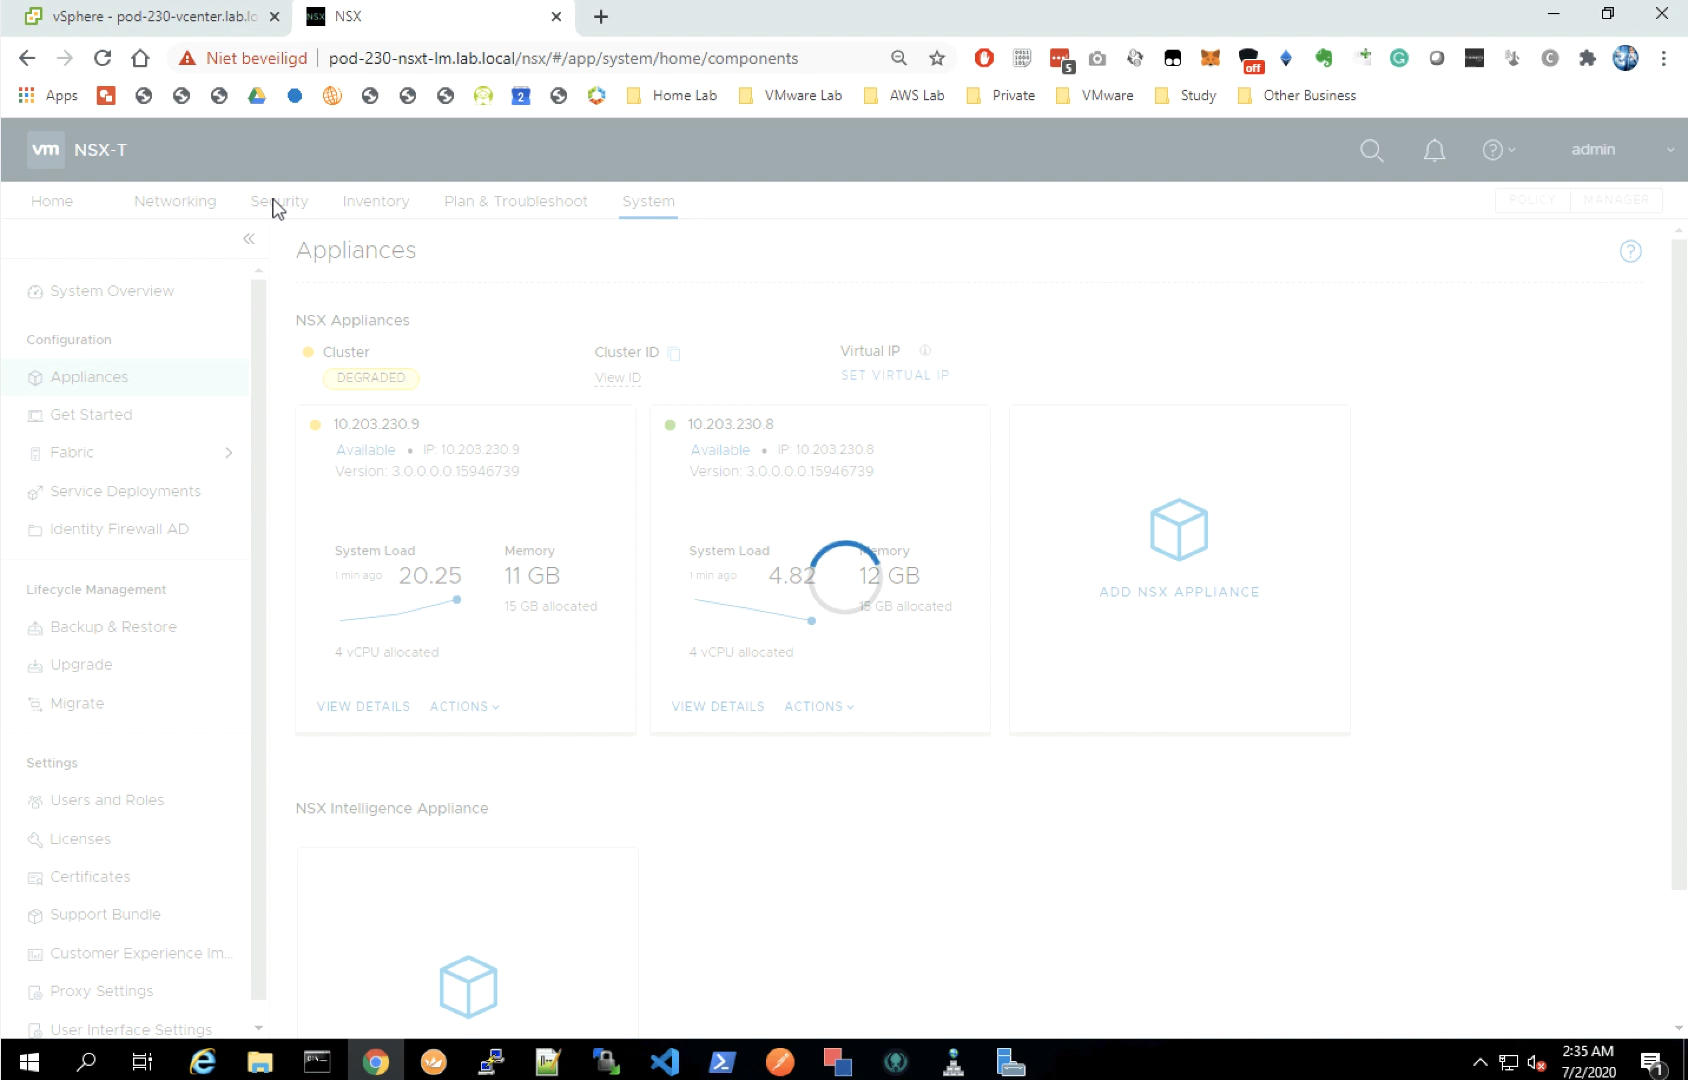 vSphere - pod-230-vcenter.lab.lo
NSX
NSX
Niet beveiligd
pod-230-nsxt-lm.lab.local/nsx/#/app/system/home/components
5
off
Apps
2
Home Lab
VMware Lab
AWS Lab
Private
VMware
Study
Other Business
vm NSX-T
admin
Home
Networking
Security
Inventory
Plan & Troubleshoot
System
POLICY
MANAGER
Appliances
System Overview
Configuration
Appliances
Get Started
Fabric
Service Deployments
Identity Firewall AD
Lifecycle Management
Backup & Restore
Upgrade
Migrate
Settings
Users and Roles
Licenses
Certificates
Support Bundle
Customer Experience Im...
Proxy Settings
User Interface Settings
NSX Appliances
Cluster
DEGRADED
Cluster ID
View ID
Virtual IP
SET VIRTUAL IP
10.203.230.9
Available • IP: 10.203.230.9
Version: 3.0.0.0.0.15946739
System Load
1 min ago 20.25
Memory
11 GB
15 GB allocated
4 vCPU allocated
VIEW DETAILS
ACTIONS
10.203.230.8
Available • IP: 10.203.230.8
Version: 3.0.0.0.0.15946739
System Load
1 min ago 4.82
Memory
12 GB
15 GB allocated
4 vCPU allocated
VIEW DETAILS
ACTIONS
ADD NSX APPLIANCE
NSX Intelligence Appliance
2:35 AM
7/2/2020
1